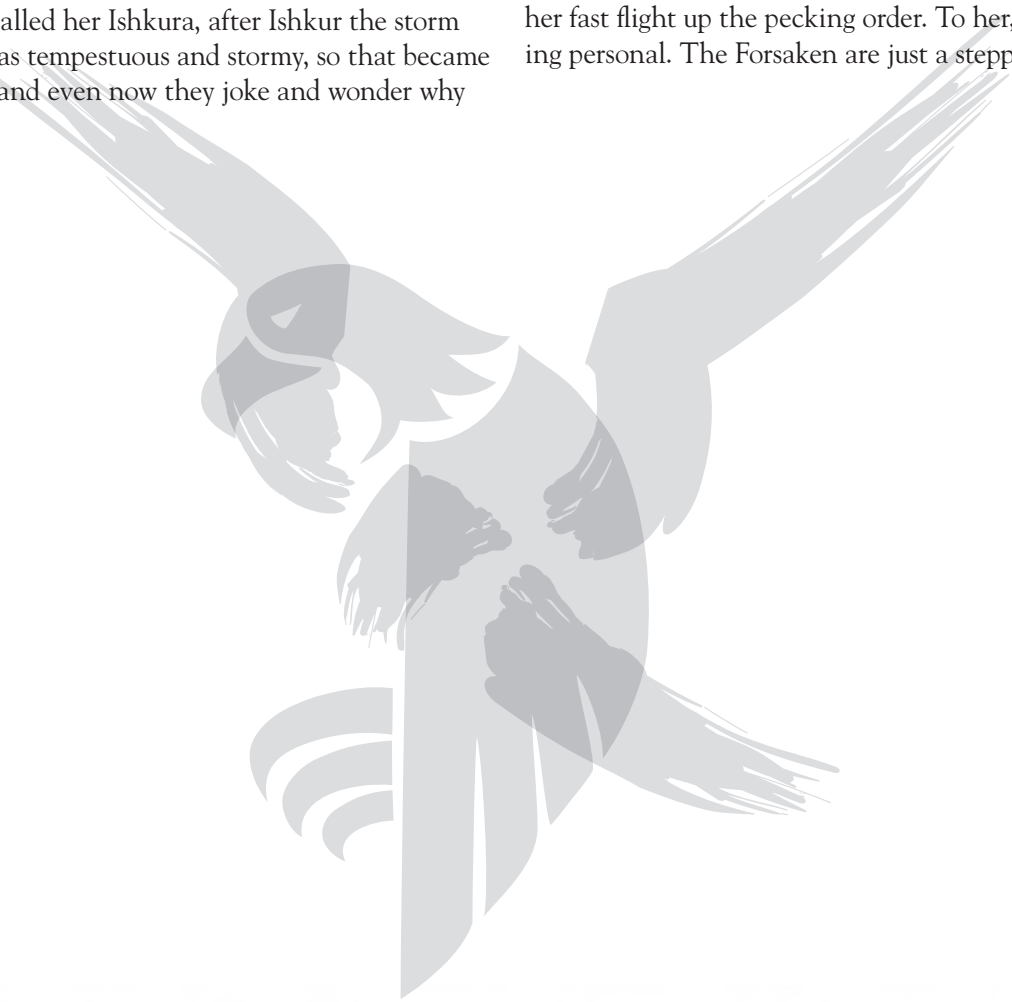 alled her Ishkura, after Ishkur the storm
as tempestuous and stormy, so that became
and even now they joke and wonder why
her fast flight up the pecking order. To her,
ing personal. The Forsaken are just a stepp